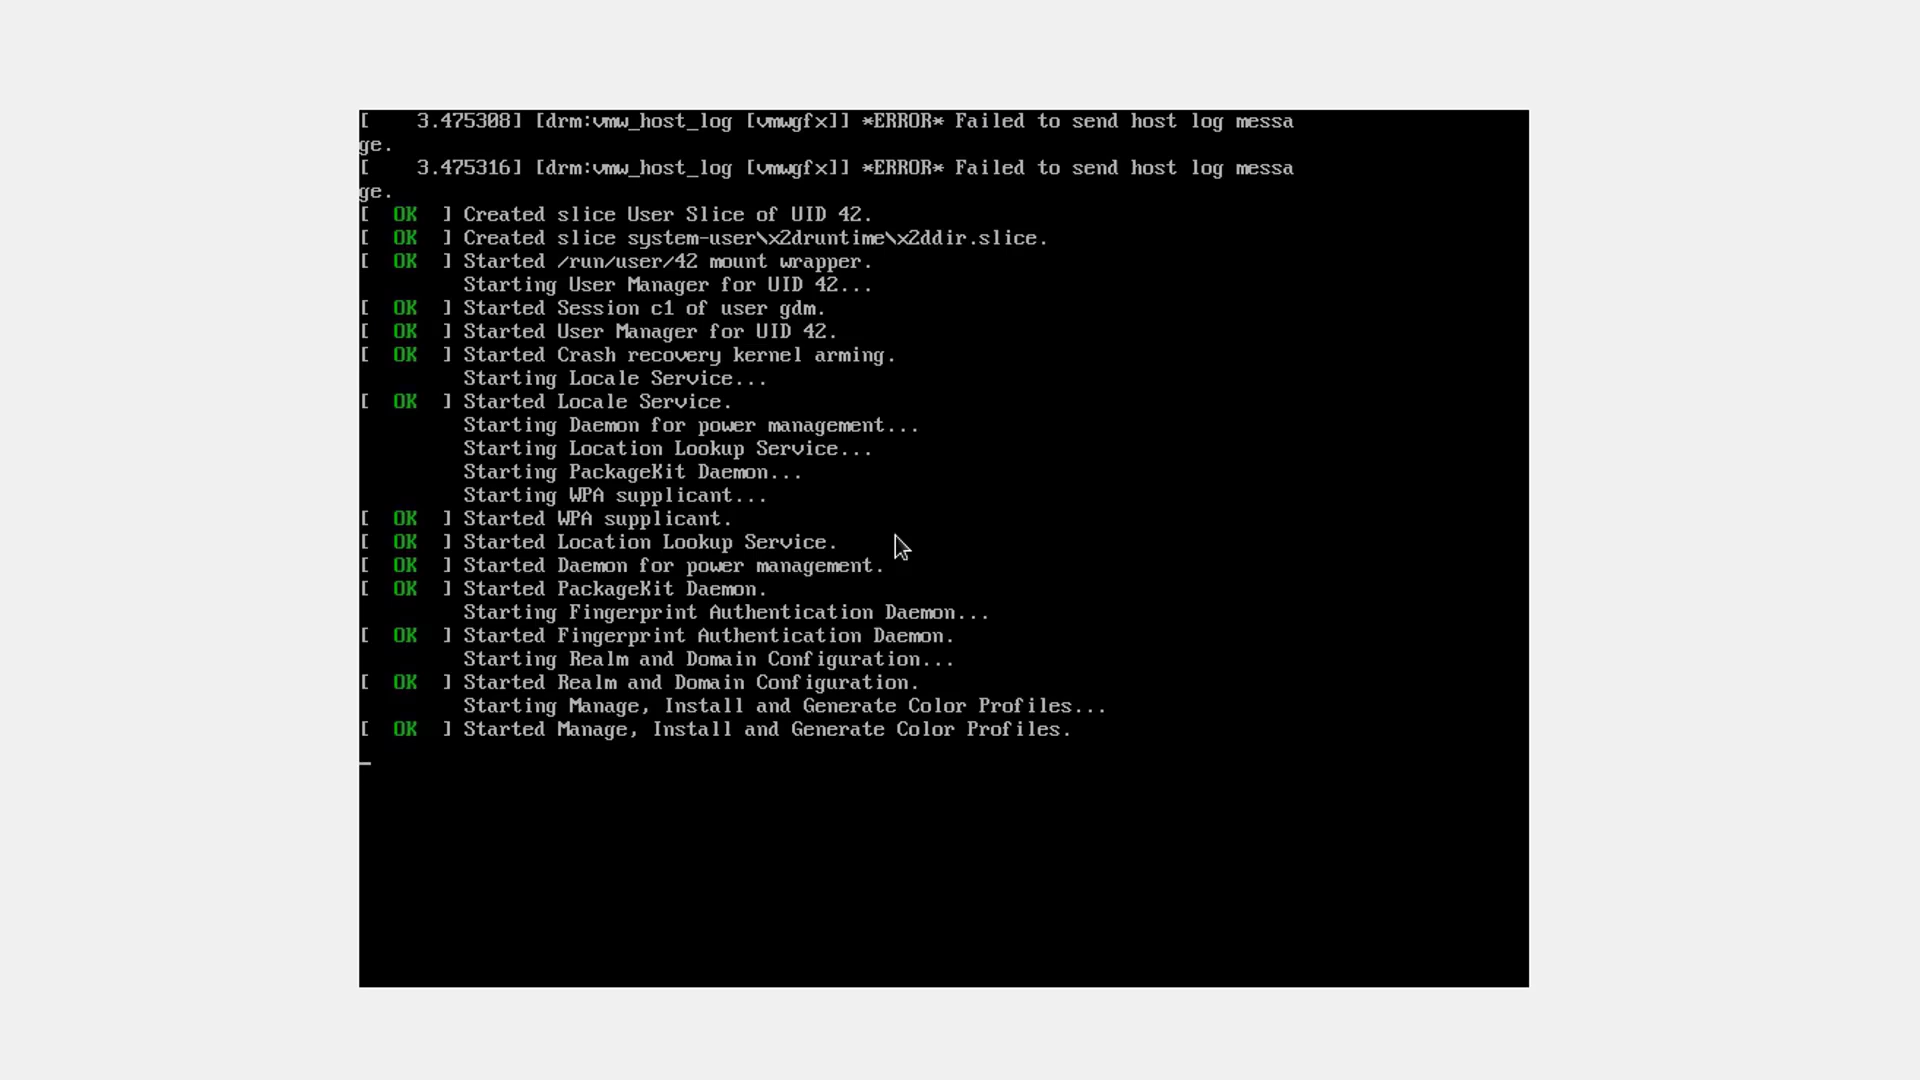 [    3.475308] [drm:vmw_host_log [vmwgfx]] *ERROR* Failed to send host log messa
ge.
[    3.475316] [drm:vmw_host_log [vmwgfx]] *ERROR* Failed to send host log messa
ge.
[  OK  ] Created slice User Slice of UID 42.
[  OK  ] Created slice system-user\x2druntime\x2ddir.slice.
[  OK  ] Started /run/user/42 mount wrapper.
         Starting User Manager for UID 42...
[  OK  ] Started Session c1 of user gdm.
[  OK  ] Started User Manager for UID 42.
[  OK  ] Started Crash recovery kernel arming.
         Starting Locale Service...
[  OK  ] Started Locale Service.
         Starting Daemon for power management...
         Starting Location Lookup Service...
         Starting PackageKit Daemon...
         Starting WPA supplicant...
[  OK  ] Started WPA supplicant.
[  OK  ] Started Location Lookup Service.
[  OK  ] Started Daemon for power management.
[  OK  ] Started PackageKit Daemon.
         Starting Fingerprint Authentication Daemon...
[  OK  ] Started Fingerprint Authentication Daemon.
         Starting Realm and Domain Configuration...
[  OK  ] Started Realm and Domain Configuration.
         Starting Manage, Install and Generate Color Profiles...
[  OK  ] Started Manage, Install and Generate Color Profiles.